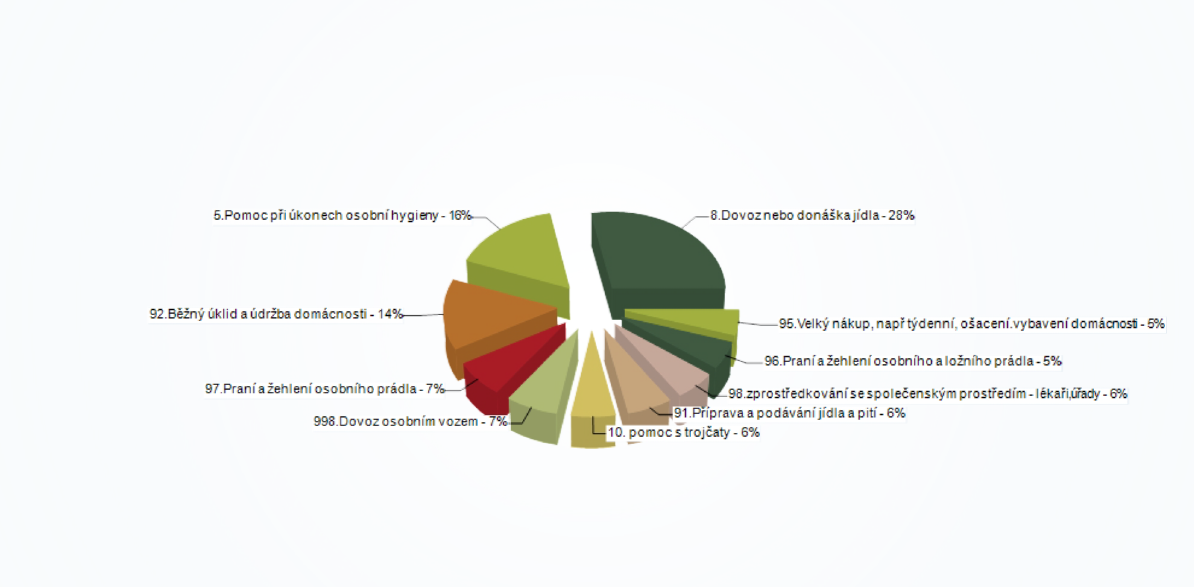 5.Pomoc při úkonech osobní hygieny - 16%
8.Dovoz nebo donáška jídla - 28%
92.Běžný úklid a údržba domácnosti - 14%
95.Velký nákup, např týdenní, ošacení.vybavení domácnosti - 5%
96.Praní a žehlení osobního a ložního prádla - 5%
97.Praní a žehlení osobního prádla - 7%
98.zprostředkování se společenským prostředím - lékaři,úřady - 6%
91.Příprava a podávání jídla a pití - 6%
998.Dovoz osobním vozem - 7%
10. pomoc s trojčaty - 6%